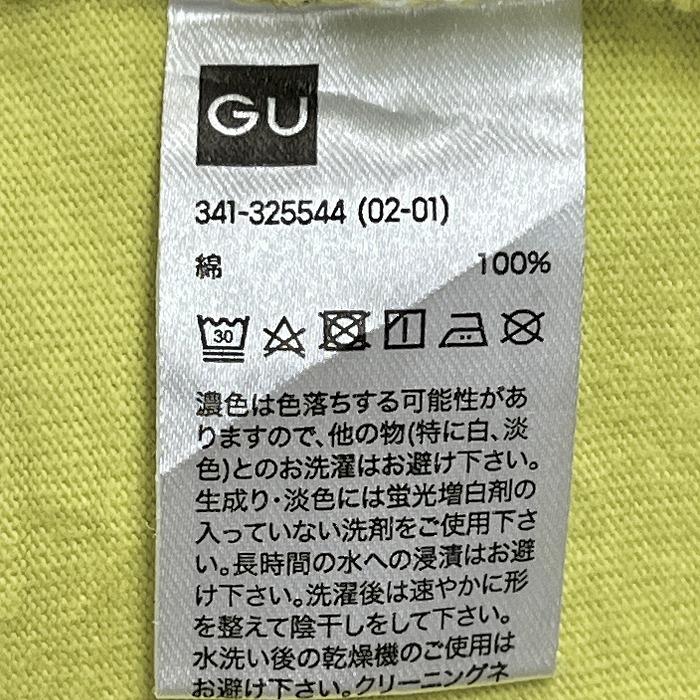 GU
341-325544 (02-01)
綿 100%
30
濃色は色落ちする可能性があ
りますので、他の物(特に白、淡
色)とのお洗濯はお避け下さい。
生成り・淡色には蛍光増白剤の
入っていない洗剤をご使用下さ
い。長時間の水への浸漬はお避
け下さい。洗濯後は速やかに形
を整えて陰干しをして下さい。
水洗い後の乾燥機のご使用は
お避け下さい。クリーニングネ